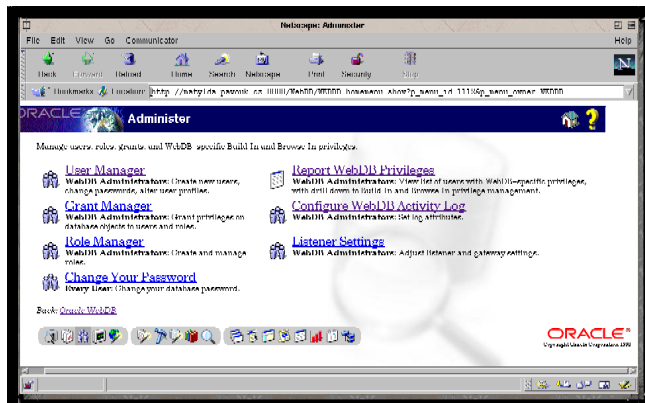 Netscape: Administer
File Edit View Go Communicator Help
Back Forward Reload Home Search Netscape Print Security Stop
Bookmarks Location:
ORACLE Administer
Manage users, roles, grants, and WebDB specific Build In and Browse In privileges.
User Manager
WebDB Administrators: Create new users,
change passwords, alter user profiles.
Grant Manager
WebDB Administrators: Grant privileges on
database objects to users and roles.
Role Manager
WebDB Administrators: Create and manage
roles.
Change Your Password
Every User: Change your database password.
Report WebDB Privileges
WebDB Administrators: View list of users with WebDB-specific privileges,
with drill down to Build In and Browse In privilege management.
Configure WebDB Activity Log
WebDB Administrators: Set log attributes.
Listener Settings
WebDB Administrators: Adjust listener and gateway settings.
Back: Oracle WebDB
ORACLE®
Copyright Oracle Corporation 1998